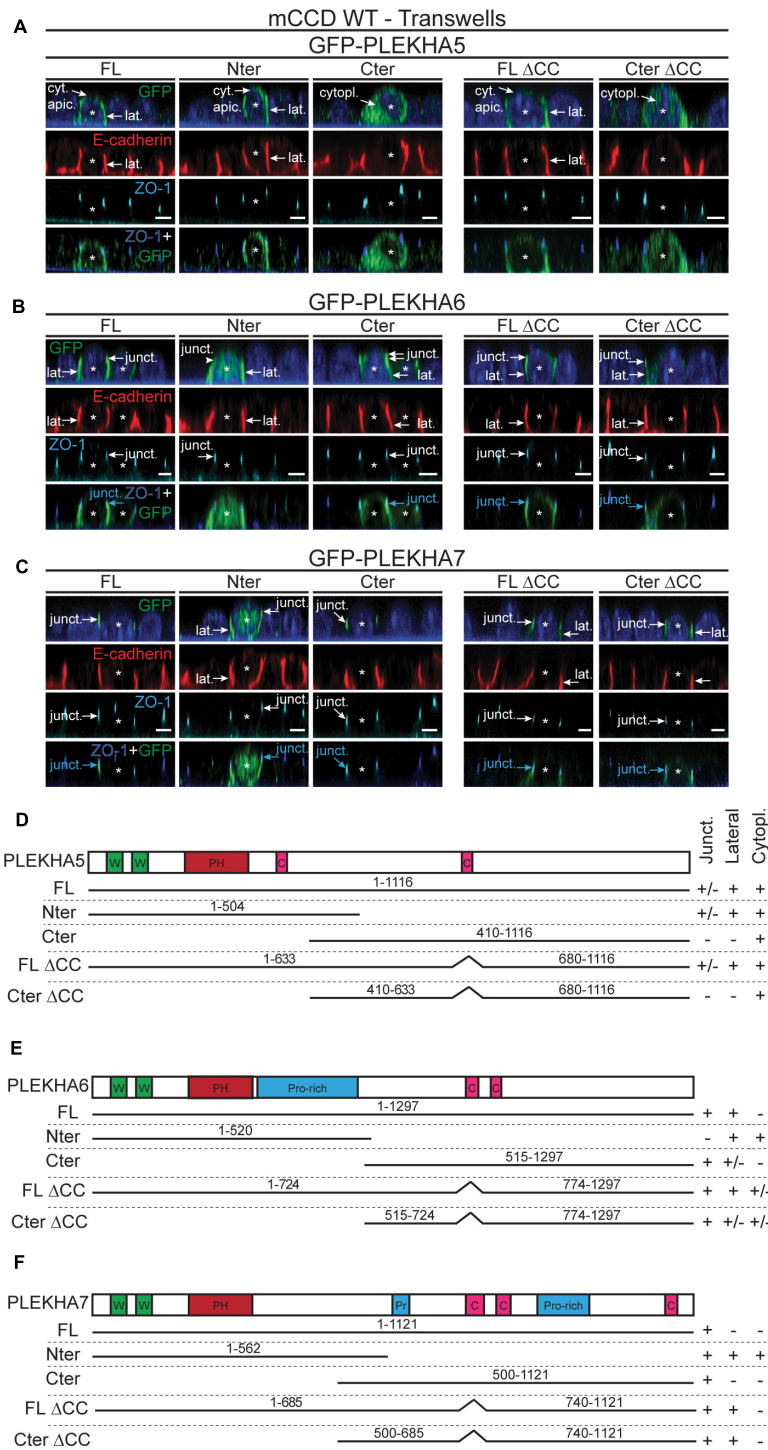 A
mCCD WT - Transwells
GFP-PLEKHA5
FL Nter Cter FL ΔCC Cter ΔCC
cyt. apic. GFP lat. cyt. apic. lat. cytopl. cyt. apic. lat. cytopl.
E-cadherin lat. lat. lat.
ZO-1
ZO-1+ GFP
B
GFP-PLEKHA6
FL Nter Cter FL ΔCC Cter ΔCC
GFP junct. lat. junct. lat. junct. lat. junct. lat. junct. lat.
E-cadherin lat. lat. lat. lat. lat.
ZO-1 junct. junct. junct. junct. junct.
junct. ZO-1+ GFP junct. junct. junct.
C
GFP-PLEKHA7
FL Nter Cter FL ΔCC Cter ΔCC
GFP junct. junct. lat. junct. junct. lat. junct. lat.
E-cadherin lat.
ZO-1 junct. junct. junct. junct. junct.
ZO-1+GFP junct. junct. junct. junct. junct.
D
Junct. Lateral Cytopl.
PLEKHA5 W W PH C C
FL 1-1116 +/- + +
Nter 1-504 +/- + +
Cter 410-1116 - - +
FL ΔCC 1-633 680-1116 +/- + +
Cter ΔCC 410-633 680-1116 - - +
E
PLEKHA6 W W PH Pro-rich C C
FL 1-1297 + + -
Nter 1-520 - + +
Cter 515-1297 + +/- -
FL ΔCC 1-724 774-1297 + + +/-
Cter ΔCC 515-724 774-1297 + +/- +/-
F
PLEKHA7 W W PH Pr C C Pro-rich C
FL 1-1121 + - -
Nter 1-562 + + +
Cter 500-1121 + - -
FL ΔCC 1-685 740-1121 + + -
Cter ΔCC 500-685 740-1121 + + -